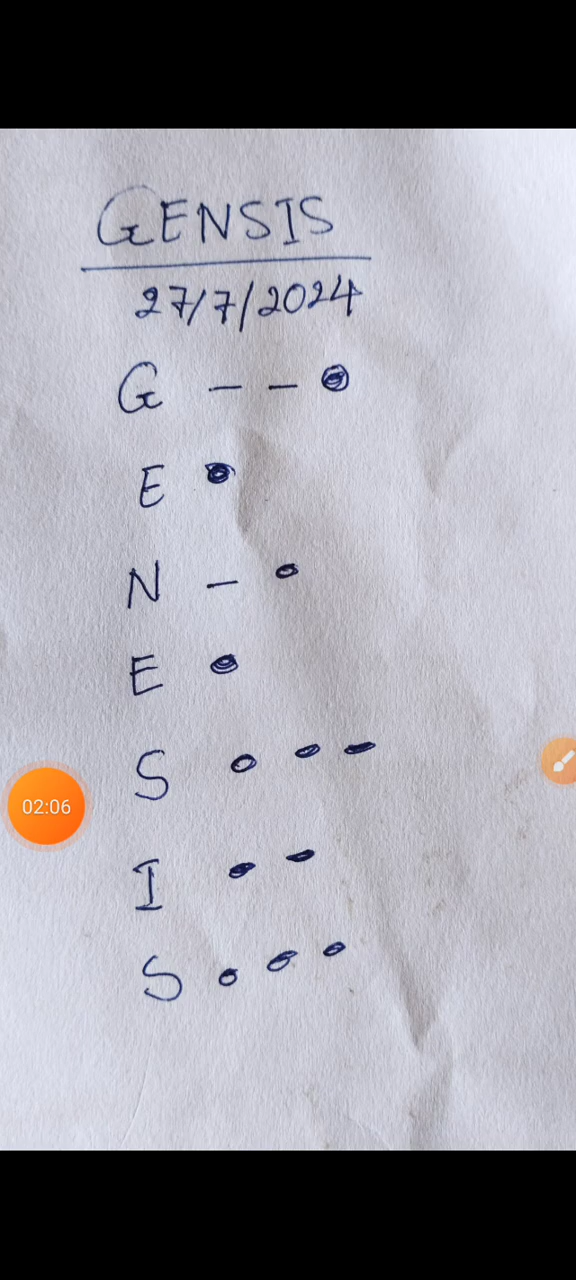 GENSIS
27/7/2024
G - - •
E •
N - •
E •
S • • •
02:06
I • •
S • • •